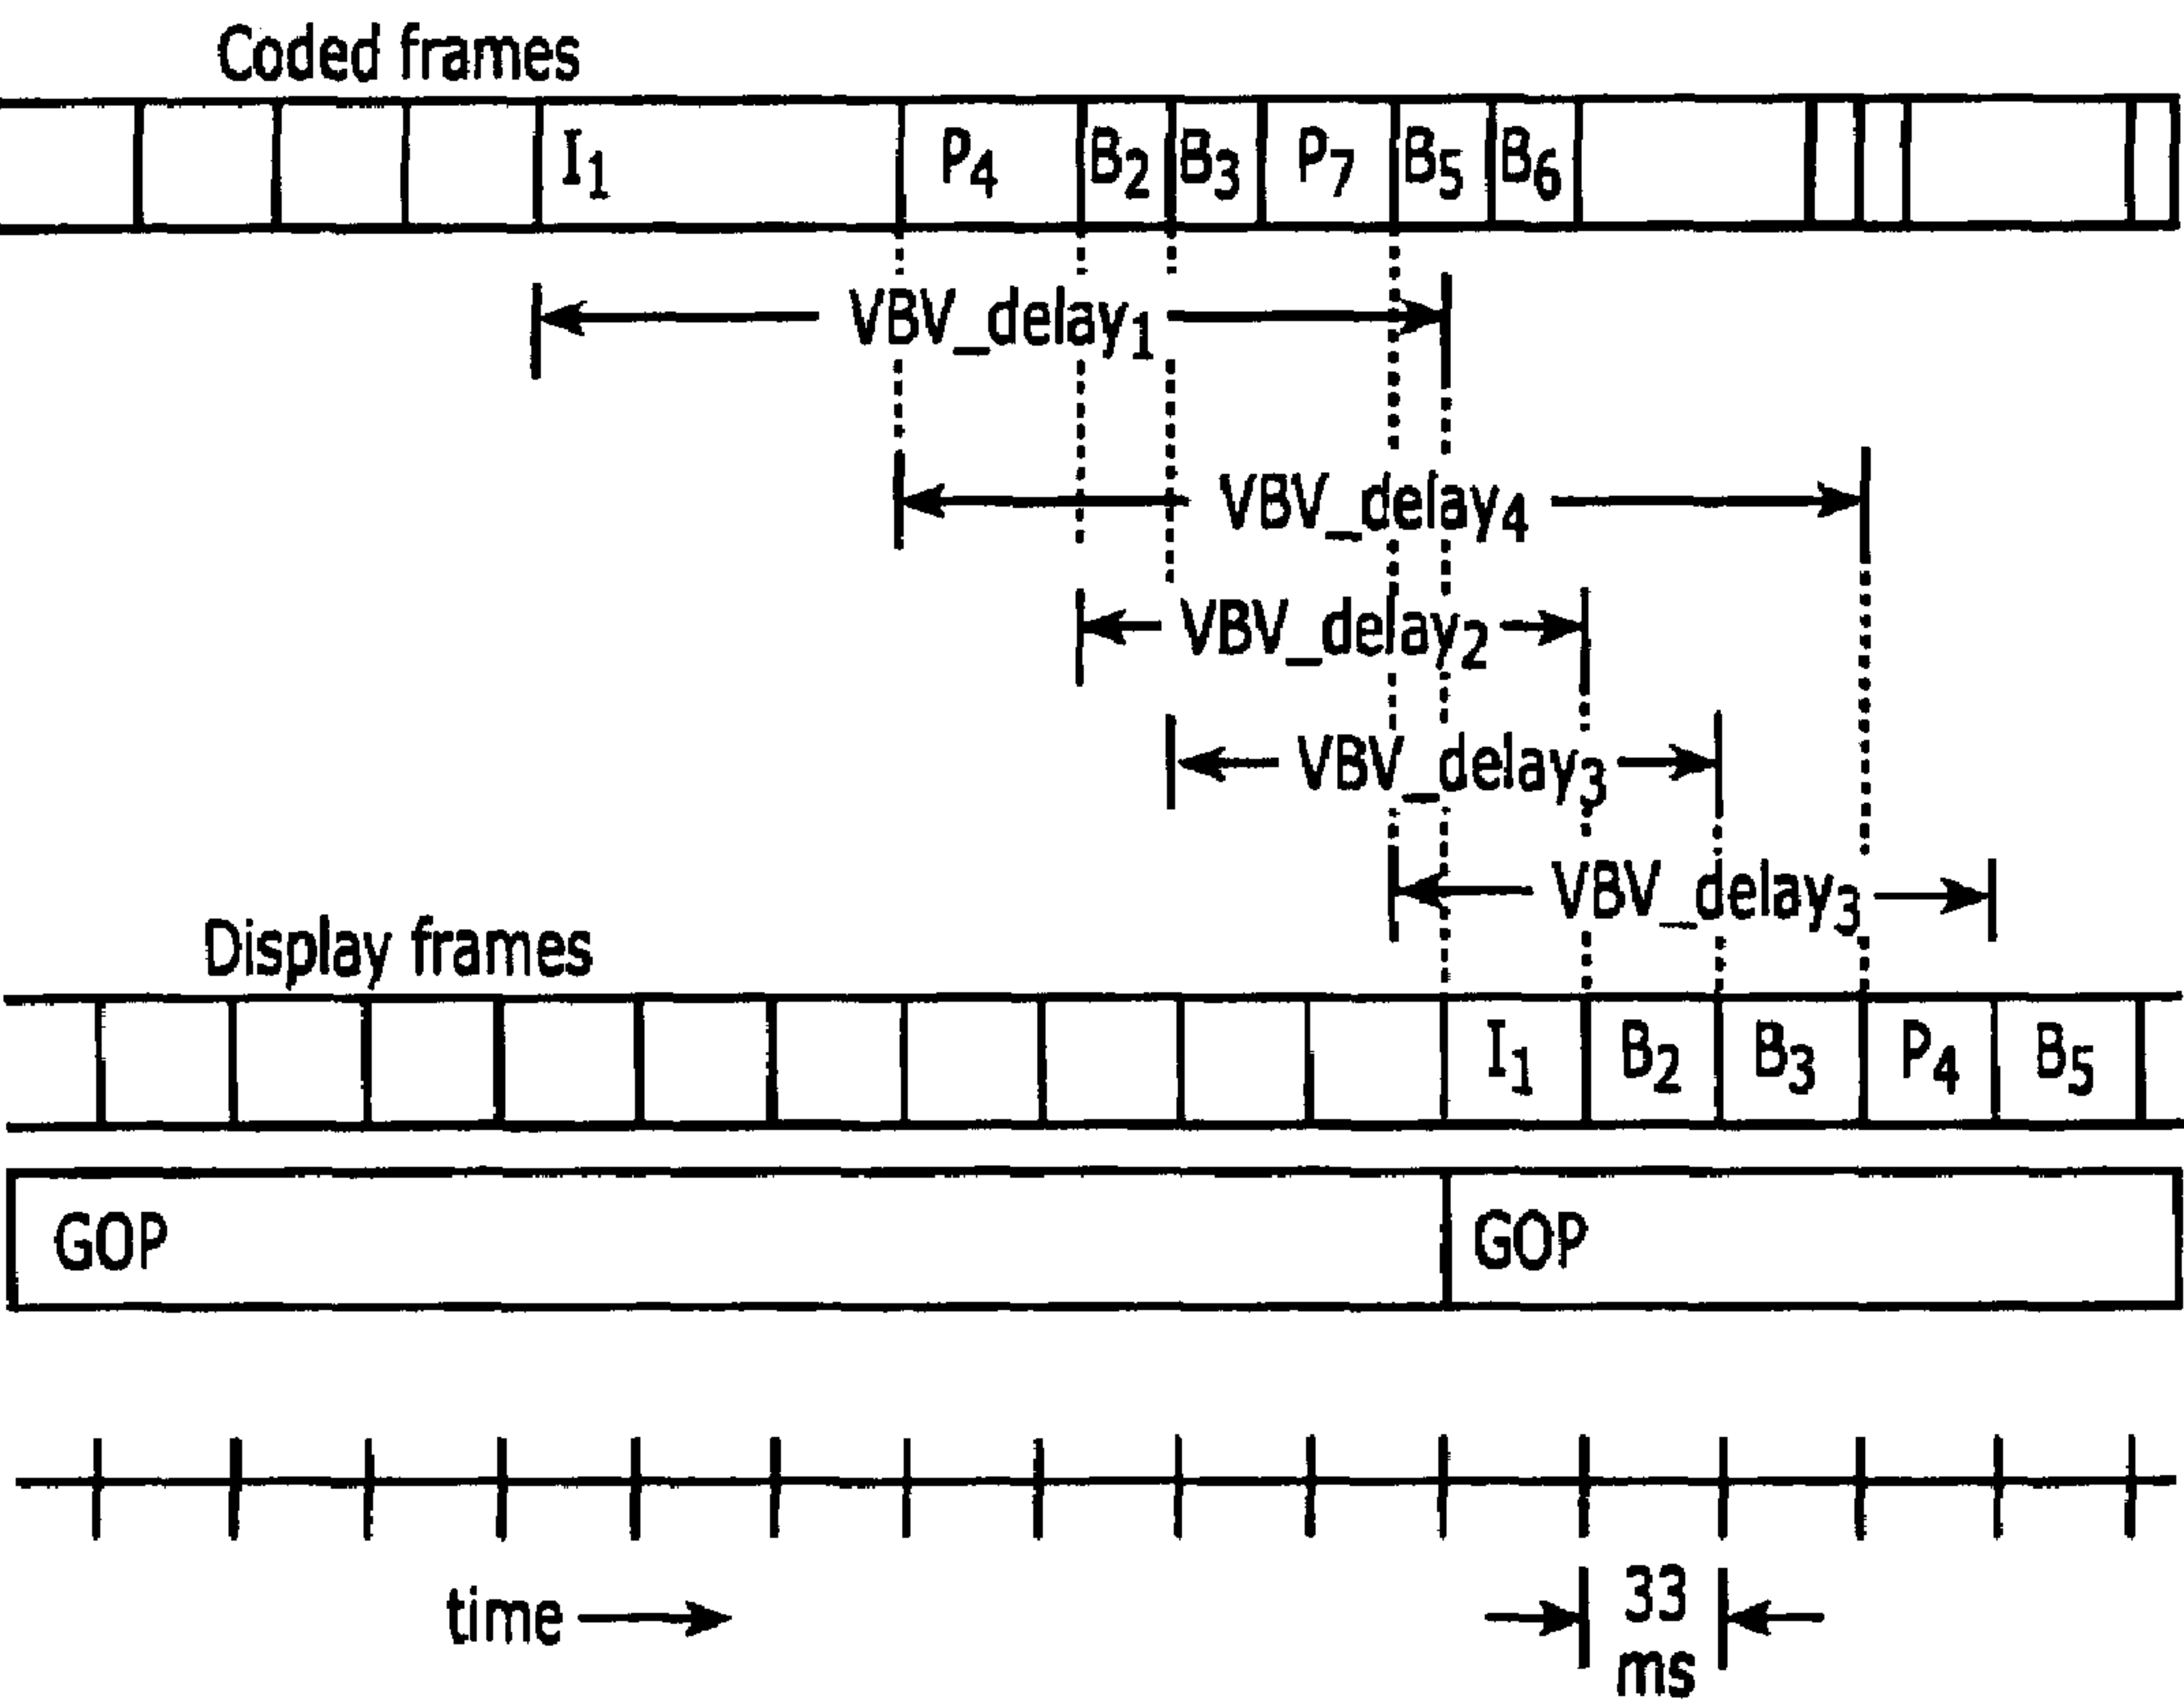 Coded frames
I1 P4 B2 B3 P7 B5 B6
VBV_delay1
VBV_delay4
VBV_delay2
VBV_delay3
VBV_delay3
Display frames
I1 B2 B3 P4 B5
GOP GOP
time
33
ms